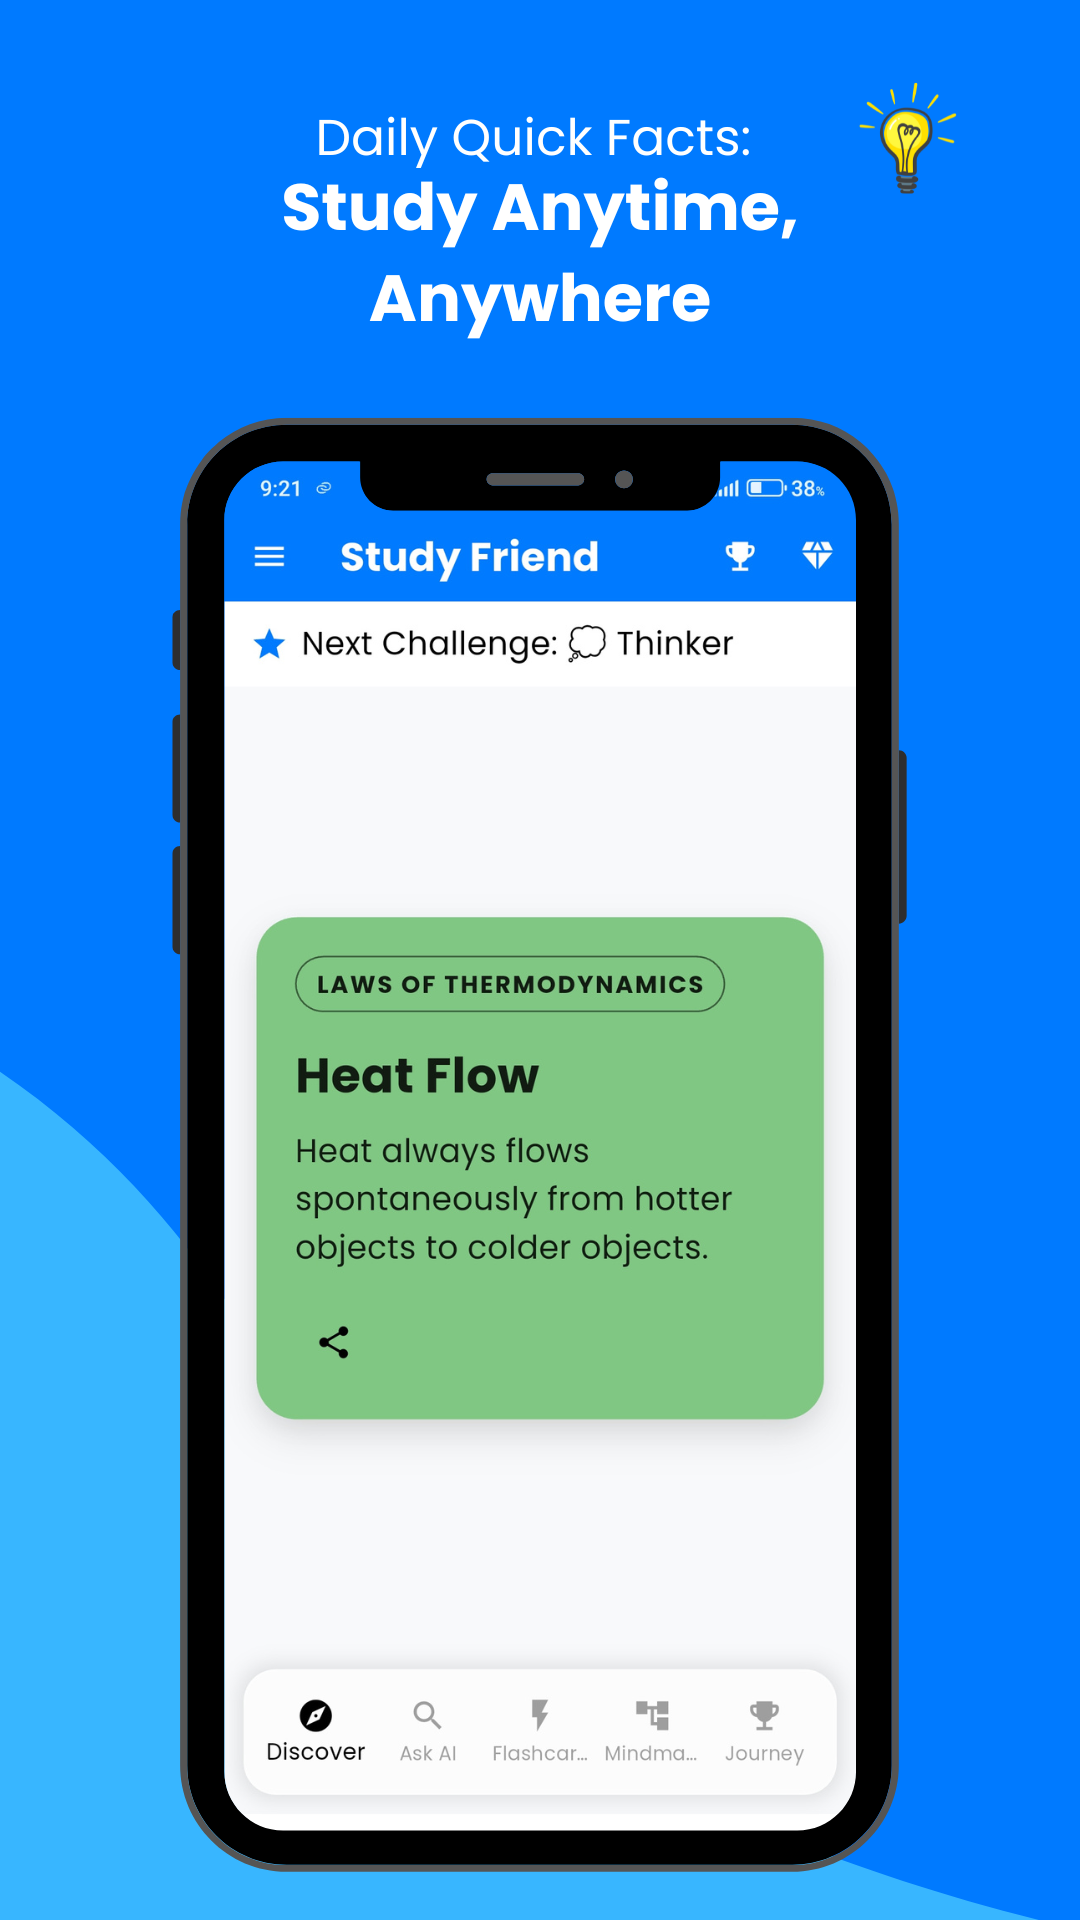 Daily Quick Facts:
Study Anytime,
Anywhere
9:21 38%
Study Friend
Next Challenge: 💭 Thinker
LAWS OF THERMODYNAMICS
Heat Flow
Heat always flows
spontaneously from hotter
objects to colder objects.
Discover Ask AI Flashcar... Mindma... Journey